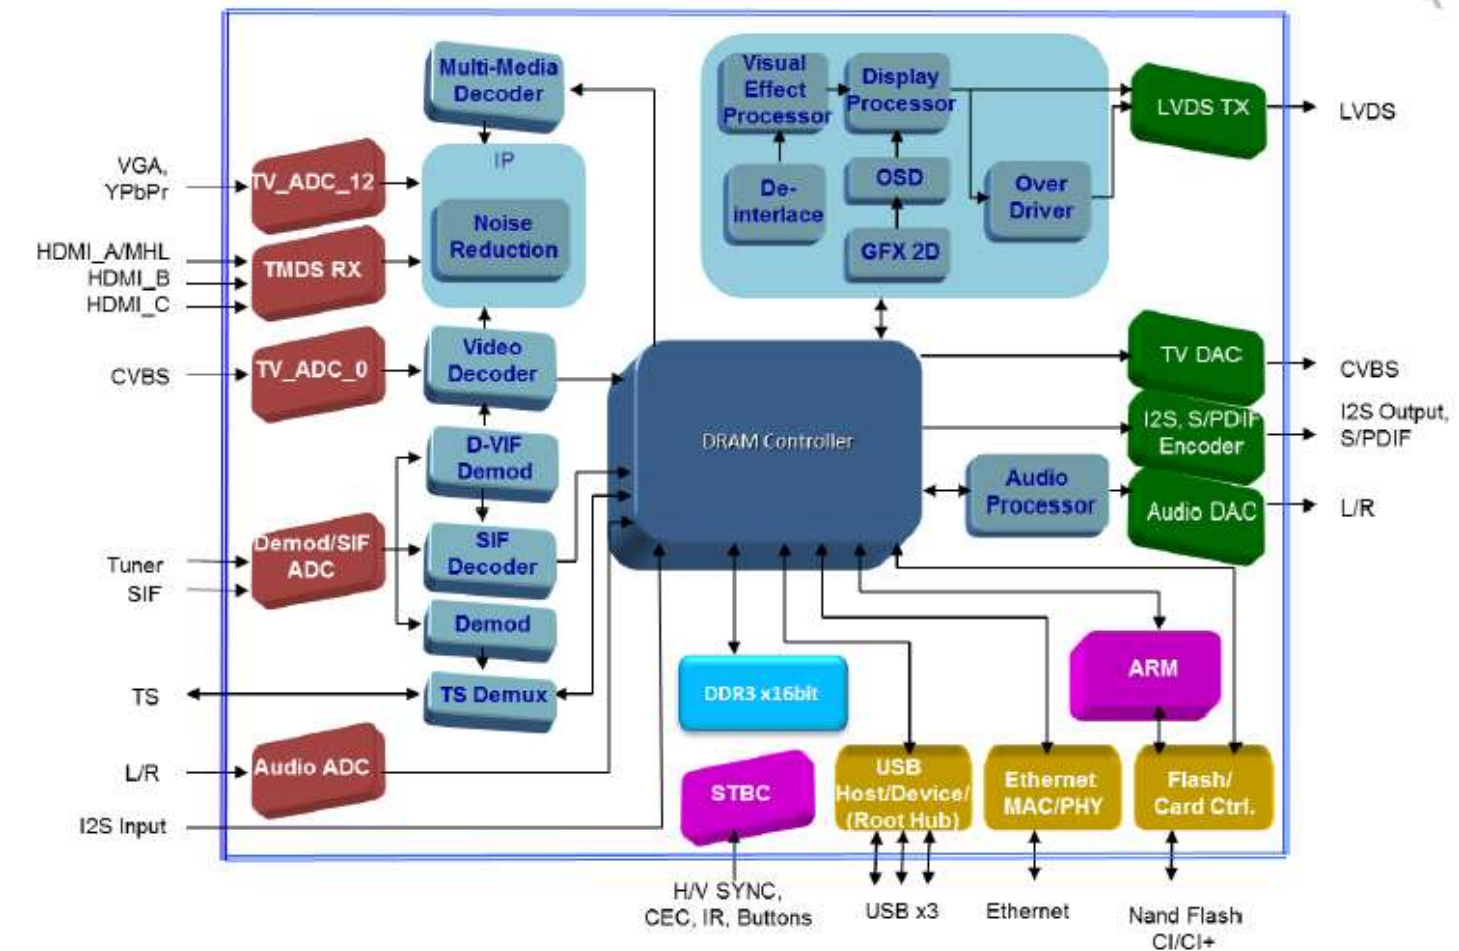 Multi-Media
Decoder
IP
Noise
Reduction
VGA,
YPbPr
TV_ADC_12
HDMI_A/MHL
HDMI_B
HDMI_C
TMDS RX
CVBS
TV_ADC_0
Video
Decoder
D-VIF
Demod
Tuner
SIF
Demod/SIF
ADC
SIF
Decoder
Demod
TS
TS Demux
L/R
Audio ADC
I2S Input
Visual
Effect
Processor
Display
Processor
De-
interlace
OSD
GFX 2D
Over
Driver
LVDS TX
LVDS
DRAM Controller
TV DAC
CVBS
I2S, S/PDIF
Encoder
I2S Output,
S/PDIF
Audio
Processor
Audio DAC
L/R
DDR3 x16bit
ARM
STBC
USB
Host/Device/
(Root Hub)
Ethernet
MAC/PHY
Flash/
Card Ctrl.
H/V SYNC,
CEC, IR, Buttons
USB x3
Ethernet
Nand Flash
CI/CI+